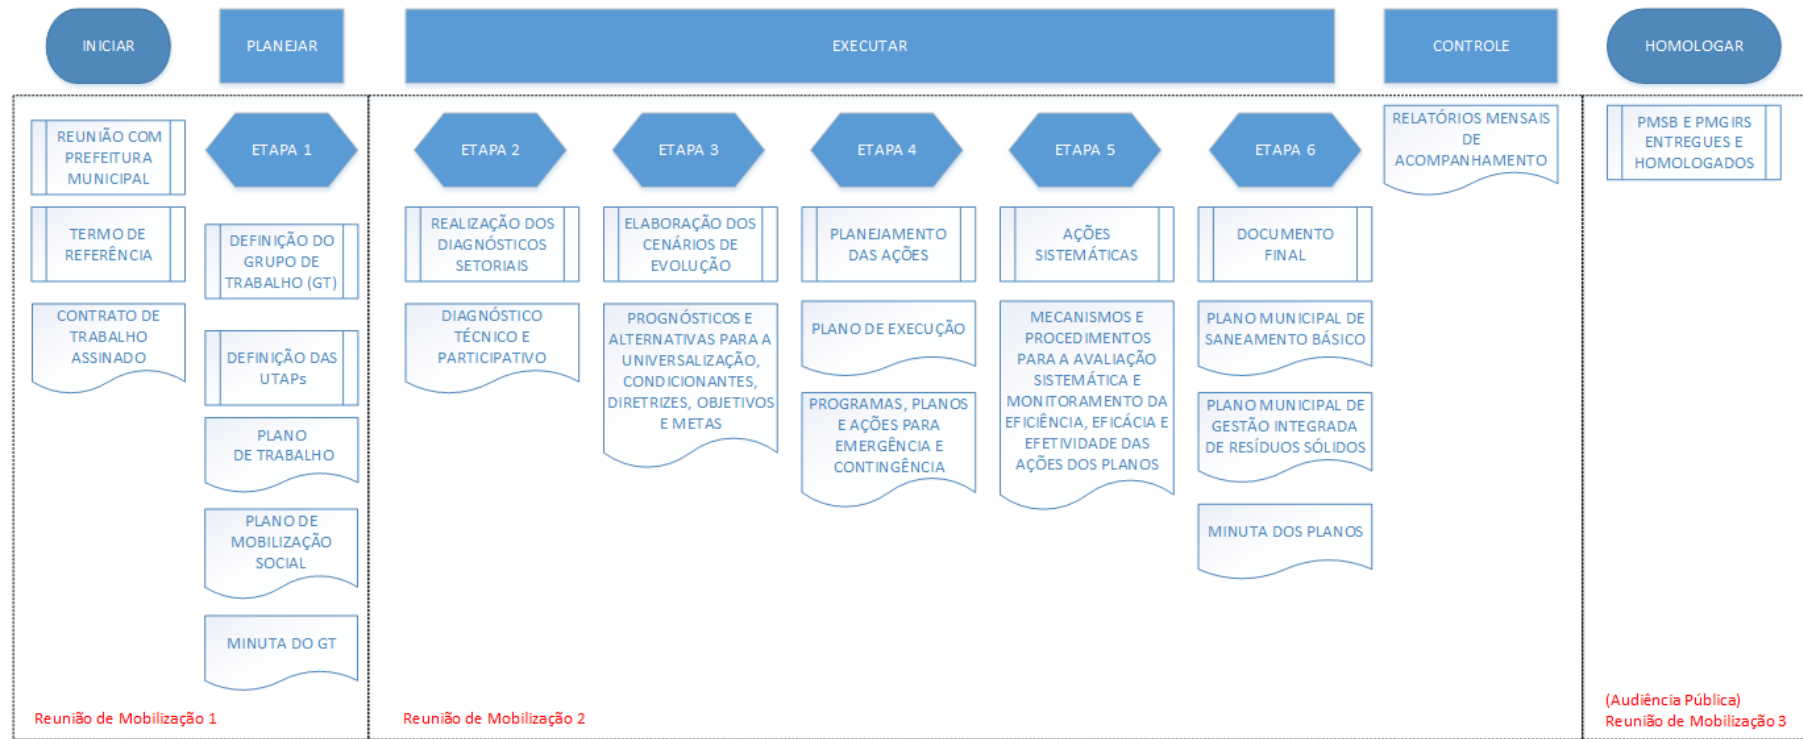 INICIAR
PLANEJAR
EXECUTAR
CONTROLE
HOMOLOGAR
REUNIÃO COM
PREFEITURA
MUNICIPAL
TERMO DE
REFERÊNCIA
CONTRATO DE
TRABALHO
ASSINADO
ETAPA 1
DEFINIÇÃO DO
GRUPO DE
TRABALHO (GT)
DEFINIÇÃO DAS
UTAPs
PLANO
DE TRABALHO
PLANO DE
MOBILIZAÇÃO
SOCIAL
MINUTA DO GT
Reunião de Mobilização 1
ETAPA 2
REALIZAÇÃO DOS
DIAGNÓSTICOS
SETORIAIS
DIAGNÓSTICO
TÉCNICO E
PARTICIPATIVO
ETAPA 3
ELABORAÇÃO DOS
CENÁRIOS DE
EVOLUÇÃO
PROGNÓSTICOS E
ALTERNATIVAS PARA A
UNIVERSALIZAÇÃO,
CONDICIONANTES,
DIRETRIZES, OBJETIVOS
E METAS
ETAPA 4
PLANEJAMENTO
DAS AÇÕES
PLANO DE EXECUÇÃO
PROGRAMAS, PLANOS
E AÇÕES PARA
EMERGÊNCIA E
CONTINGÊNCIA
ETAPA 5
AÇÕES
SISTEMÁTICAS
MECANISMOS E
PROCEDIMENTOS
PARA A AVALIAÇÃO
SISTEMÁTICA E
MONITORAMENTO DA
EFICIÊNCIA, EFICÁCIA E
EFETIVIDADE DAS
AÇÕES DOS PLANOS
ETAPA 6
DOCUMENTO
FINAL
PLANO MUNICIPAL DE
SANEAMENTO BÁSICO
PLANO MUNICIPAL DE
GESTÃO INTEGRADA
DE RESÍDUOS SÓLIDOS
MINUTA DOS PLANOS
RELATÓRIOS MENSAIS
DE
ACOMPANHAMENTO
Reunião de Mobilização 2
PMSB E PMGIRS
ENTREGUES E
HOMOLOGADOS
(Audiência Pública)
Reunião de Mobilização 3